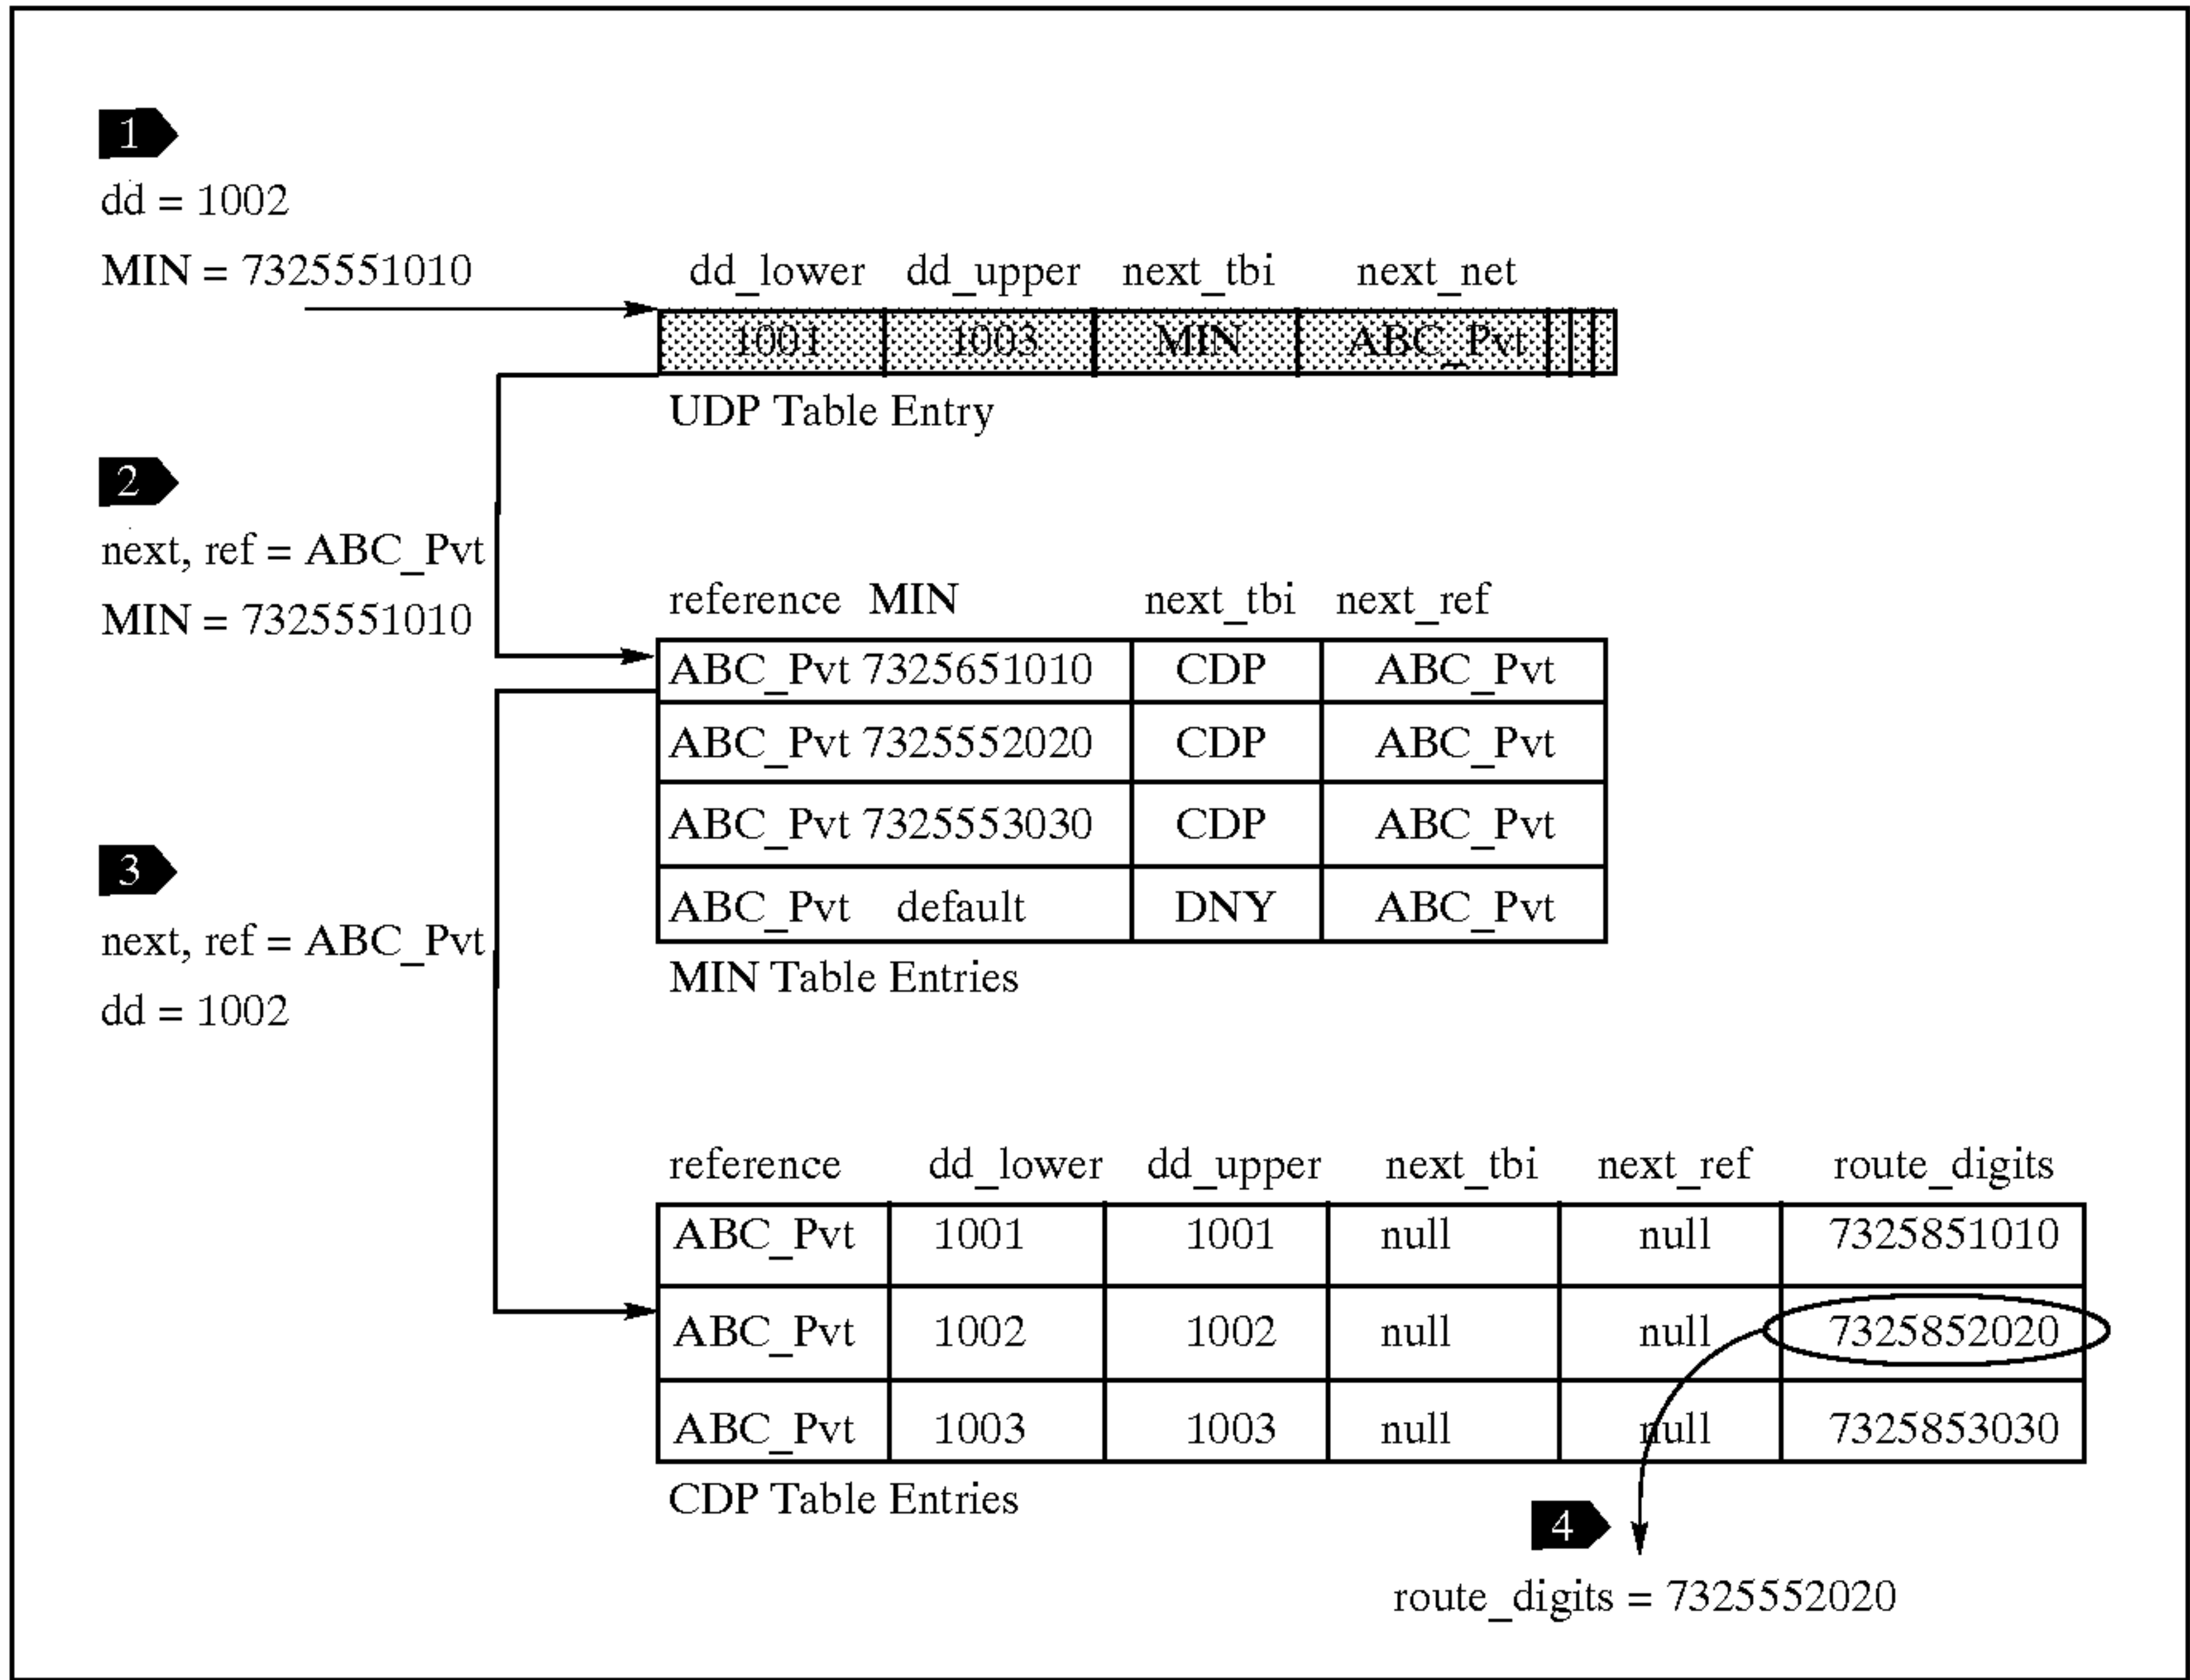 1
dd = 1002
MIN = 7325551010
dd_lower dd_upper next_tbi next_net
1001 1003 MIN ABC_Pvt
UDP Table Entry
2
next, ref = ABC_Pvt
MIN = 7325551010
reference MIN next_tbi next_ref
ABC_Pvt 7325651010 CDP ABC_Pvt
ABC_Pvt 7325552020 CDP ABC_Pvt
ABC_Pvt 7325553030 CDP ABC_Pvt
ABC_Pvt default DNY ABC_Pvt
MIN Table Entries
3
next, ref = ABC_Pvt
dd = 1002
reference dd_lower dd_upper next_tbi next_ref route_digits
ABC_Pvt 1001 1001 null null 7325851010
ABC_Pvt 1002 1002 null null 7325852020
ABC_Pvt 1003 1003 null null 7325853030
CDP Table Entries
4
route_digits = 7325552020